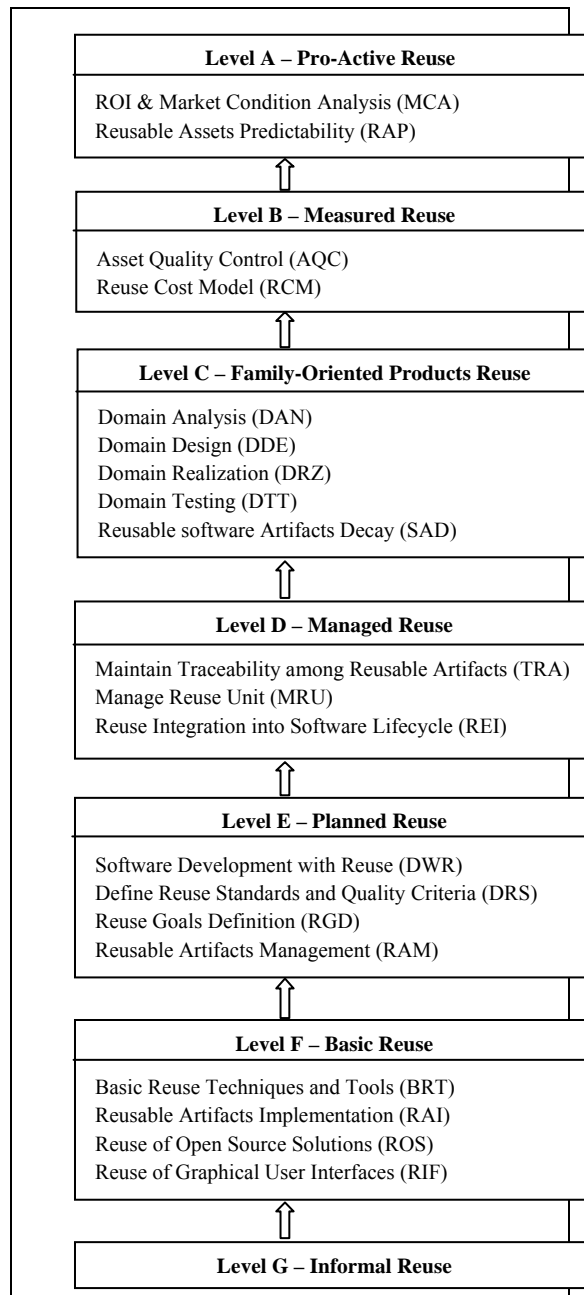 Level A – Pro-Active Reuse
ROI & Market Condition Analysis (MCA)
Reusable Assets Predictability (RAP)
Level B – Measured Reuse
Asset Quality Control (AQC)
Reuse Cost Model (RCM)
Level C – Family-Oriented Products Reuse
Domain Analysis (DAN)
Domain Design (DDE)
Domain Realization (DRZ)
Domain Testing (DTT)
Reusable software Artifacts Decay (SAD)
Level D – Managed Reuse
Maintain Traceability among Reusable Artifacts (TRA)
Manage Reuse Unit (MRU)
Reuse Integration into Software Lifecycle (REI)
Level E – Planned Reuse
Software Development with Reuse (DWR)
Define Reuse Standards and Quality Criteria (DRS)
Reuse Goals Definition (RGD)
Reusable Artifacts Management (RAM)
Level F – Basic Reuse
Basic Reuse Techniques and Tools (BRT)
Reusable Artifacts Implementation (RAI)
Reuse of Open Source Solutions (ROS)
Reuse of Graphical User Interfaces (RIF)
Level G – Informal Reuse